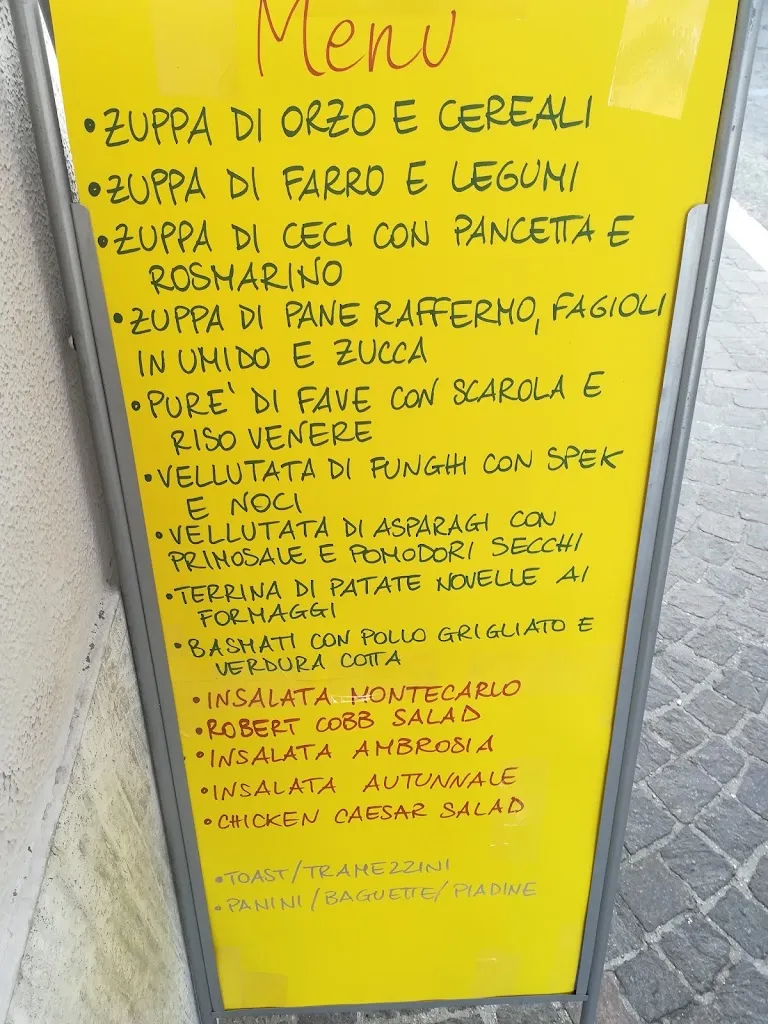 Menu
•ZUPPA DI ORZO E CEREALI
•ZUPPA DI FARRO E LEGUMI
•ZUPPA DI CECI CON PANCETTA E
ROSMARINO
•ZUPPA DI PANE RAFFERMO, FAGIOLI
IN UMIDO E ZUCCA
•PURE' DI FAVE CON SCAROLA E
RISO VENERE
•VELLUTATA DI FUNGHI CON SPEK
E NOCI
•VELLUTATA DI ASPARAGI CON
PRIMOSALE E POMODORI SECCHI
•TERRINA DI PATATE NOVELLE AI
FORMAGGI
•BASMATI CON POLLO GRIGLIATO E
VERDURA COTTA
•INSALATA MONTECARLO
•ROBERT COBB SALAD
•INSALATA AMBROSIA
•INSALATA AUTUNNALE
•CHICKEN CAESAR SALAD
•TOAST/TRAMEZZINI
•PANINI/BAGUETTE/PIADINE